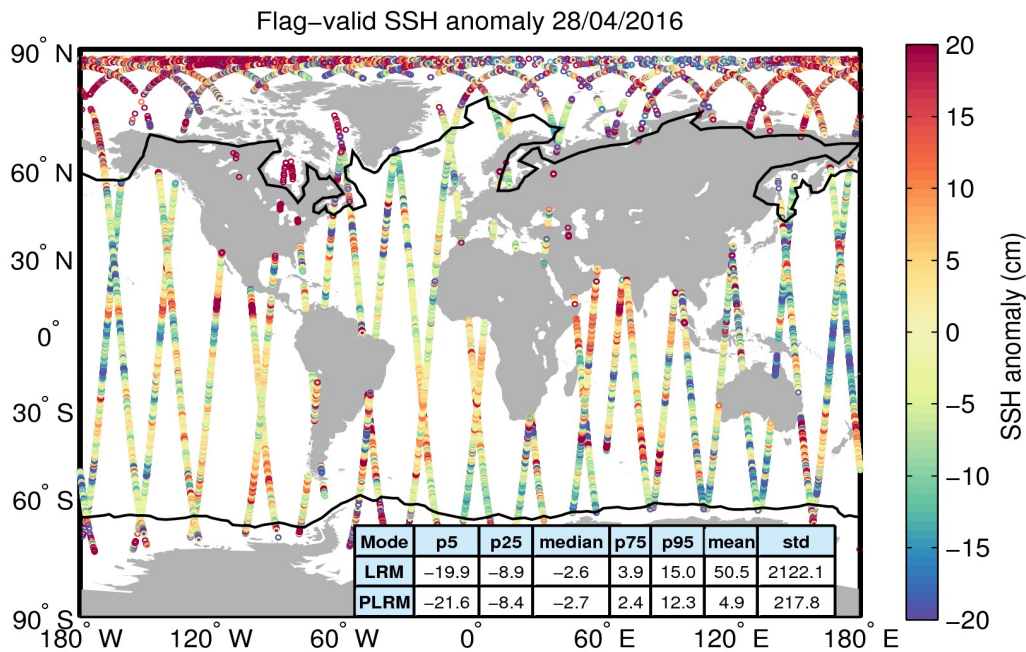 Flag−valid SSH anomaly 28/04/2016
90° N
60° N
30° N
0°
30° S
60° S
90° S
180° W
120° W
60° W
0°
60° E
120° E
180° E
Mode p5 p25 median p75 p95 mean std
LRM −19.9 −8.9 −2.6 3.9 15.0 50.5 2122.1
PLRM −21.6 −8.4 −2.7 2.4 12.3 4.9 217.8
20
15
10
5
0
−5
−10
−15
−20
SSH anomaly (cm)